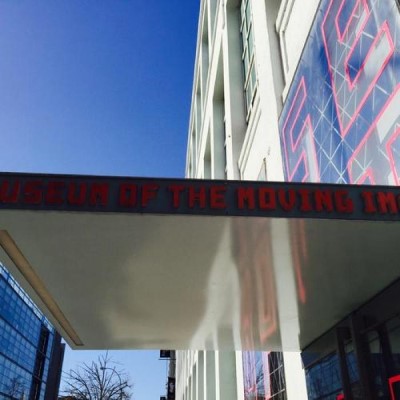 USEUM OF THE MOVING IM